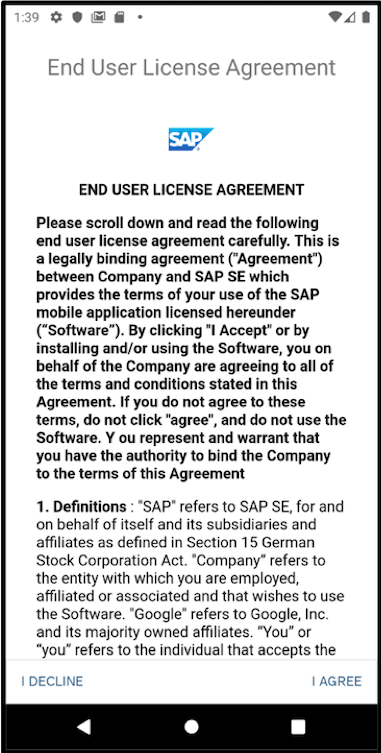 1:39
End User License Agreement
SAP
END USER LICENSE AGREEMENT
Please scroll down and read the following
end user license agreement carefully. This is
a legally binding agreement ("Agreement")
between Company and SAP SE which
provides the terms of your use of the SAP
mobile application licensed hereunder
(“Software”). By clicking "I Accept" or by
installing and/or using the Software, you on
behalf of the Company are agreeing to all of
the terms and conditions stated in this
Agreement. If you do not agree to these
terms, do not click "agree", and do not use the
Software. Y ou represent and warrant that
you have the authority to bind the Company
to the terms of this Agreement
1. Definitions : "SAP" refers to SAP SE, for and
on behalf of itself and its subsidiaries and
affiliates as defined in Section 15 German
Stock Corporation Act. "Company” refers to
the entity with which you are employed,
affiliated or associated and that wishes to use
the Software. "Google" refers to Google, Inc.
and its majority owned affiliates. “You” or
“you” refers to the individual that accepts the
I DECLINE
I AGREE